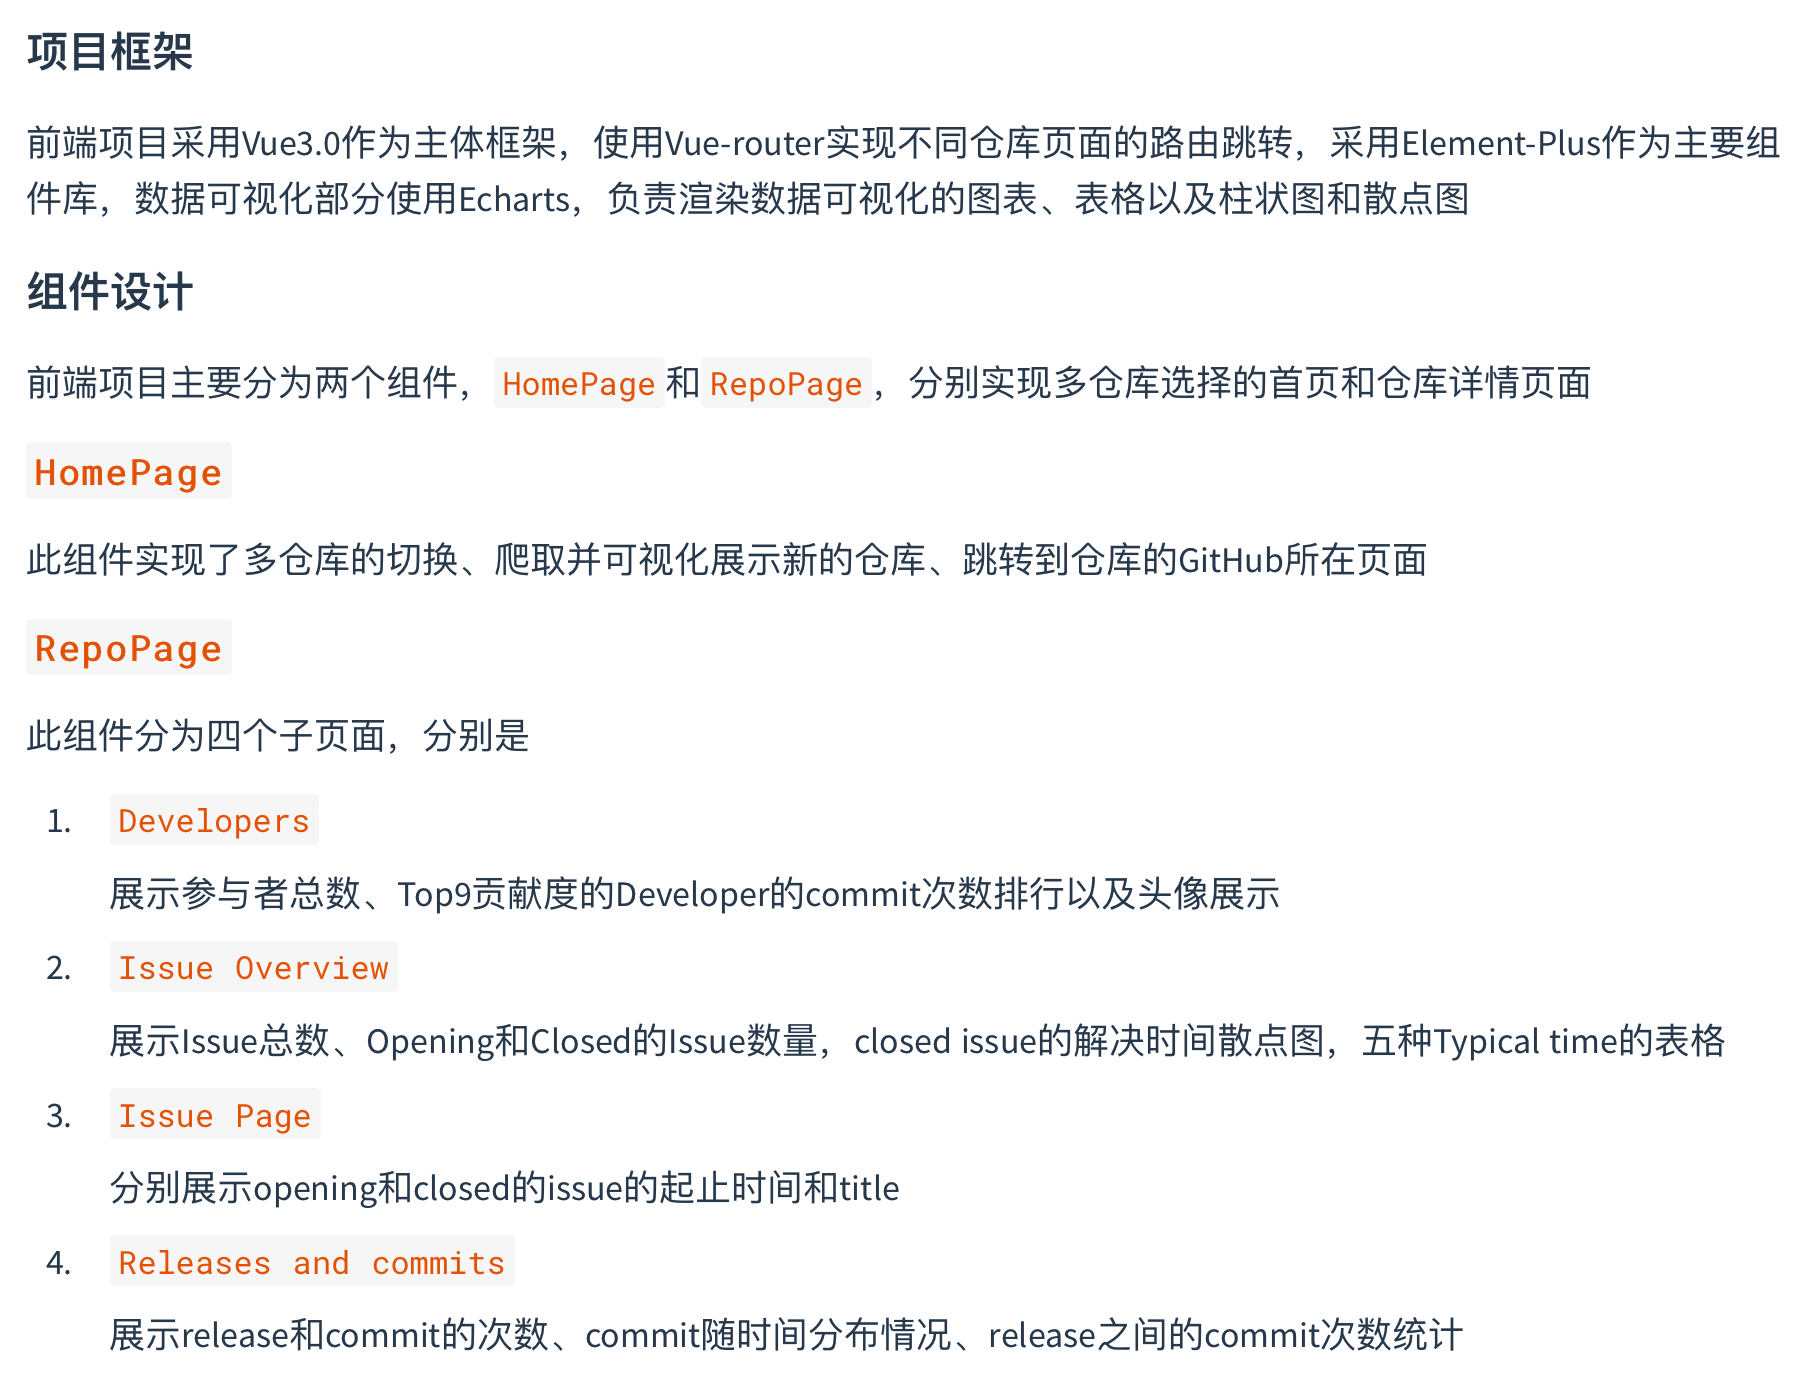 项目框架
前端项目采用Vue3.0作为主体框架，使用Vue-router实现不同仓库页面的路由跳转，采用Element-Plus作为主要组
件库，数据可视化部分使用Echarts，负责渲染数据可视化的图表、表格以及柱状图和散点图
组件设计
前端项目主要分为两个组件，HomePage和RepoPage，分别实现多仓库选择的首页和仓库详情页面
HomePage
此组件实现了多仓库的切换、爬取并可视化展示新的仓库、跳转到仓库的GitHub所在页面
RepoPage
此组件分为四个子页面，分别是
1. Developers
展示参与者总数、Top9贡献度的Developer的commit次数排行以及头像展示
2. Issue Overview
展示Issue总数、Opening和Closed的Issue数量，closed issue的解决时间散点图，五种Typical time的表格
3. Issue Page
分别展示opening和closed的issue的起止时间和title
4. Releases and commits
展示release和commit的次数、commit随时间分布情况、release之间的commit次数统计